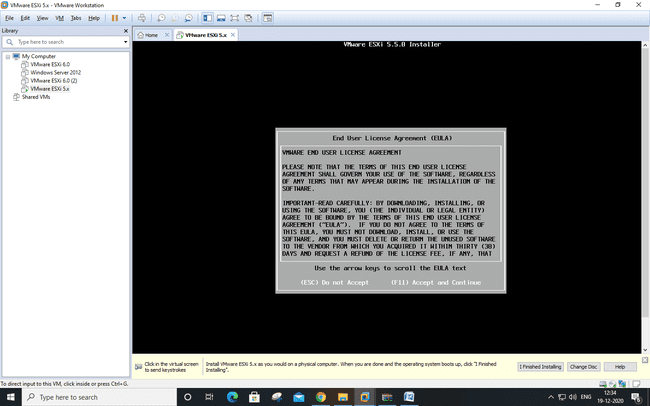 VMware ESXi 5.x - VMware Workstation
File Edit View VM Tabs Help
Library
Type here to search
My Computer
VMware ESXi 6.0
Windows Server 2012
VMware ESXi 6.0 (2)
VMware ESXi 5.x
Shared VMs
Home
VMware ESXi 5.x
VMware ESXi 5.5.0 Installer
End User License Agreement (EULA)
VMWARE END USER LICENSE AGREEMENT
PLEASE NOTE THAT THE TERMS OF THIS END USER LICENSE
AGREEMENT SHALL GOVERN YOUR USE OF THE SOFTWARE, REGARDLESS
OF ANY TERMS THAT MAY APPEAR DURING THE INSTALLATION OF THE
SOFTWARE.
IMPORTANT-READ CAREFULLY: BY DOWNLOADING, INSTALLING, OR
USING THE SOFTWARE, YOU (THE INDIVIDUAL OR LEGAL ENTITY)
AGREE TO BE BOUND BY THE TERMS OF THIS END USER LICENSE
AGREEMENT ("EULA"). IF YOU DO NOT AGREE TO THE TERMS OF
THIS EULA, YOU MUST NOT DOWNLOAD, INSTALL, OR USE THE
SOFTWARE, AND YOU MUST DELETE OR RETURN THE UNUSED SOFTWARE
TO THE VENDOR FROM WHICH YOU ACQUIRED IT WITHIN THIRTY (30)
DAYS AND REQUEST A REFUND OF THE LICENSE FEE, IF ANY, THAT
Use the arrow keys to scroll the EULA text
(ESC) Do not Accept (F11) Accept and Continue
Click in the virtual screen
to send keystrokes
Install VMware ESXi 5.x as you would on a physical computer. When you are done and the operating system boots up, click "I Finished
Installing".
I Finished Installing
Change Disc
Help
To direct input to this VM, click inside or press Ctrl+G.
Type here to search
ENG
12:34
19-12-2020